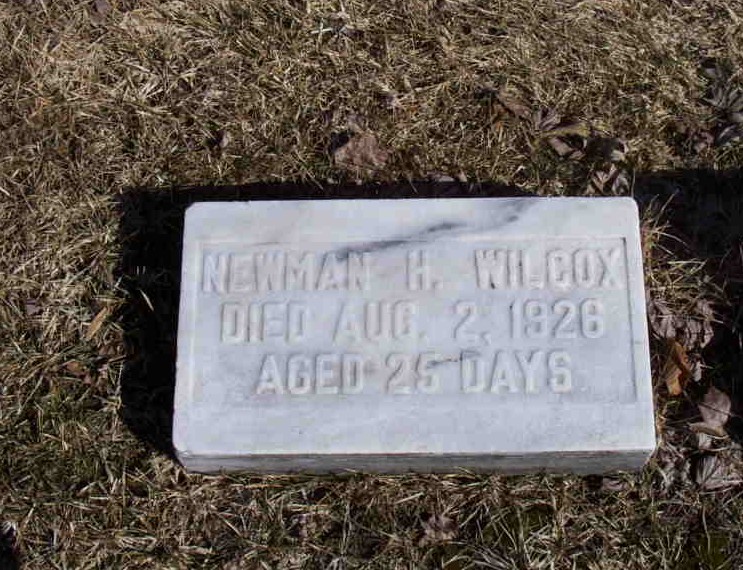 NEWMAN H. WILCOX
DIED AUG. 2, 1926
AGED 25 DAYS